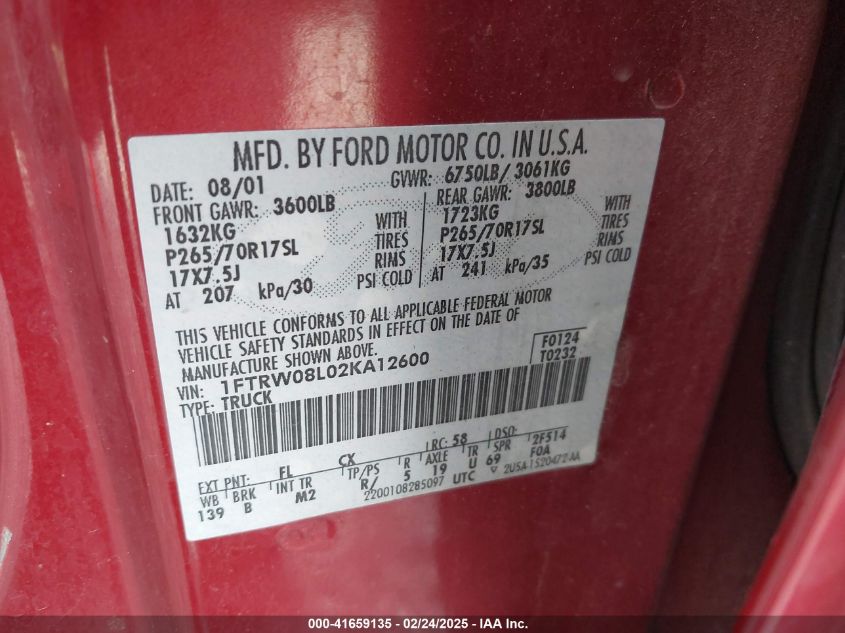 MFD. BY FORD MOTOR CO. IN U.S.A.
DATE: 08/01 GVWR: 6750LB/ 3061KG
FRONT GAWR: 3600LB REAR GAWR: 3800LB
1632KG WITH 1723KG WITH
P265/70R17SL TIRES P265/70R17SL TIRES
17X7.5J RIMS 17X7.5J RIMS
AT 207 kPa/30 PSI COLD AT 241 kPa/35 PSI COLD
THIS VEHICLE CONFORMS TO ALL APPLICABLE FEDERAL MOTOR
VEHICLE SAFETY STANDARDS IN EFFECT ON THE DATE OF
MANUFACTURE SHOWN ABOVE.
VIN: 1FTRW08L02KA12600 F0124
TYPE: TRUCK T0232
EXT PNT: FL CX RC: 58 DSO: 2F514
WB BRK INT TR TP/PS R AXLE TR SPR F0A
139 B M2 R/ 5 19 U 69
2200108285097 UTC ▽ 2U5A-1520472-AA
000-41659135 - 02/24/2025 - IAA Inc.